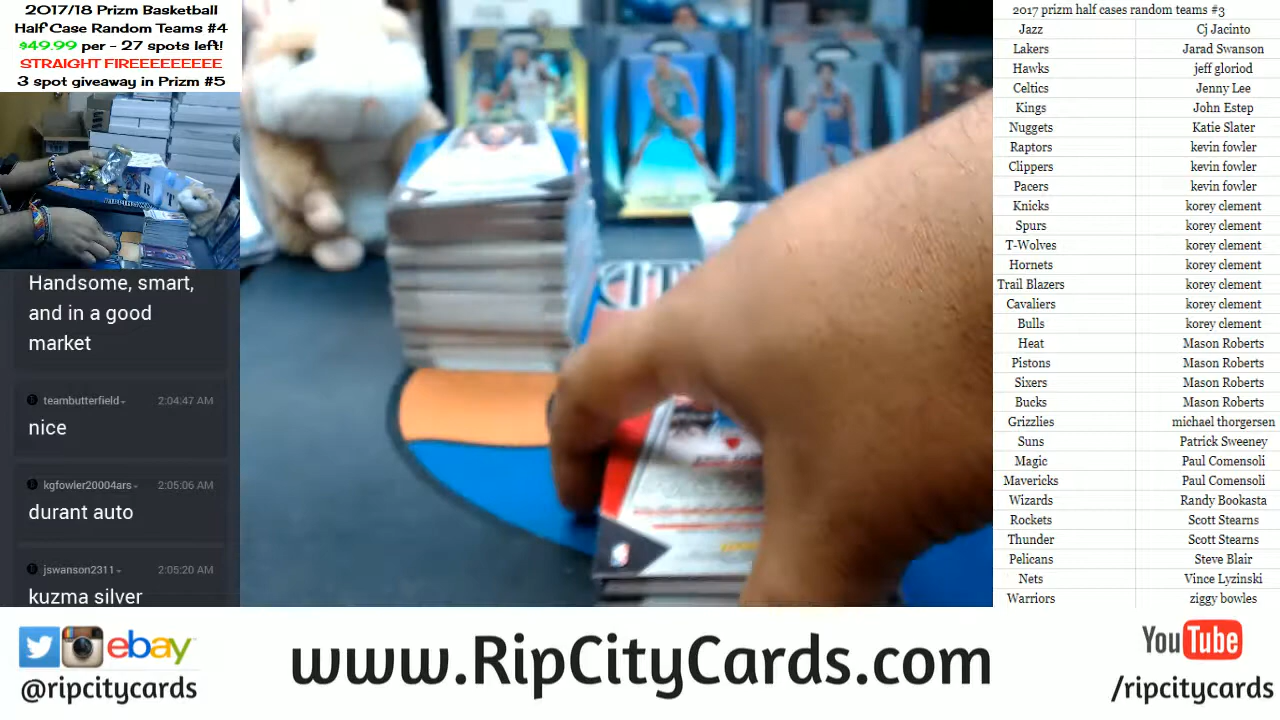 2017/18 Prizm Basketball
Half Case Random Teams #4
$49.99 per - 27 spots left!
STRAIGHT FIREEEEEEEEE
3 spot giveaway in Prizm #5
Handsome, smart,
and in a good
market
teambutterfield 2:04:47 AM
nice
kgfowler20004ars 2:05:06 AM
durant auto
jswanson2311 2:05:20 AM
kuzma silver
2017 prizm half cases random teams #3
Jazz Cj Jacinto
Lakers Jarad Swanson
Hawks jeff gloriod
Celtics Jenny Lee
Kings John Estep
Nuggets Katie Slater
Raptors kevin fowler
Clippers kevin fowler
Pacers kevin fowler
Knicks korey clement
Spurs korey clement
T-Wolves korey clement
Hornets korey clement
Trail Blazers korey clement
Cavaliers korey clement
Bulls korey clement
Heat Mason Roberts
Pistons Mason Roberts
Sixers Mason Roberts
Bucks Mason Roberts
Grizzlies michael thorgersen
Suns Patrick Sweeney
Magic Paul Comensoli
Mavericks Paul Comensoli
Wizards Randy Bookasta
Rockets Scott Stearns
Thunder Scott Stearns
Pelicans Steve Blair
Nets Vince Lyzinski
Warriors ziggy bowles
ebay
@ripcitycards
www.RipCityCards.com
YouTube
/ripcitycards